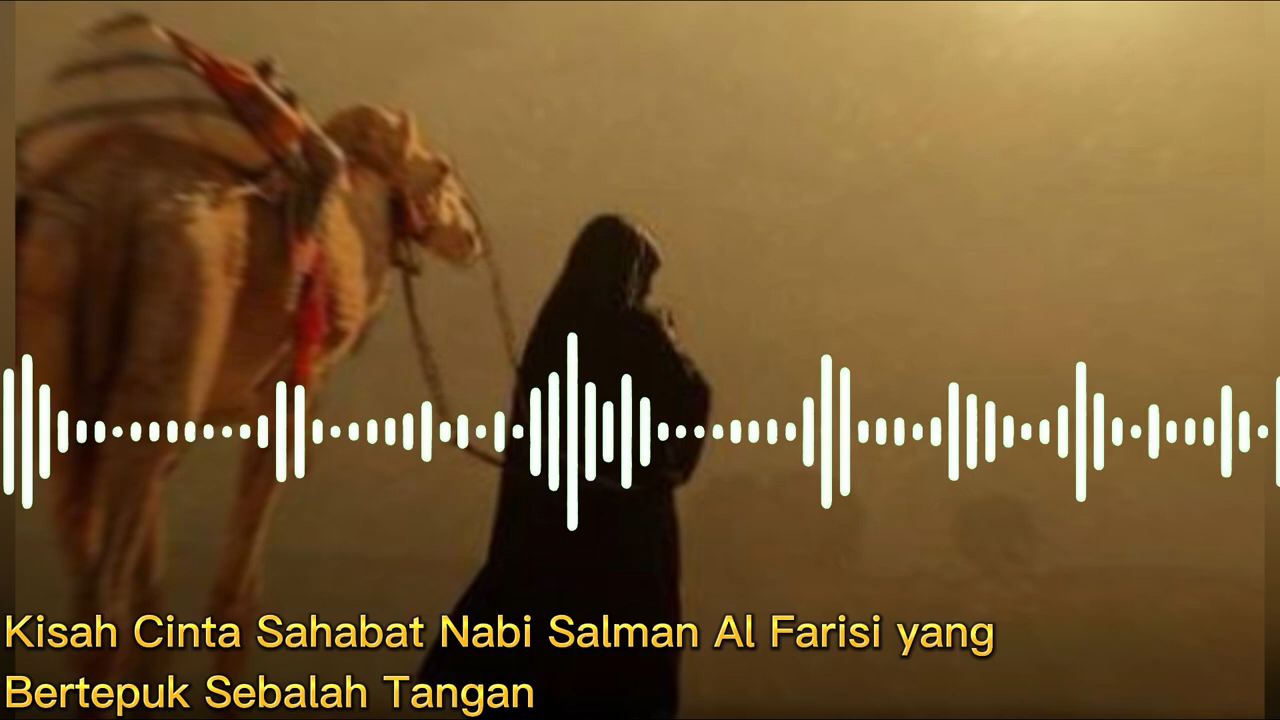 Kisah Cinta Sahabat Nabi Salman Al Farisi yang
Bertepuk Sebalah Tangan